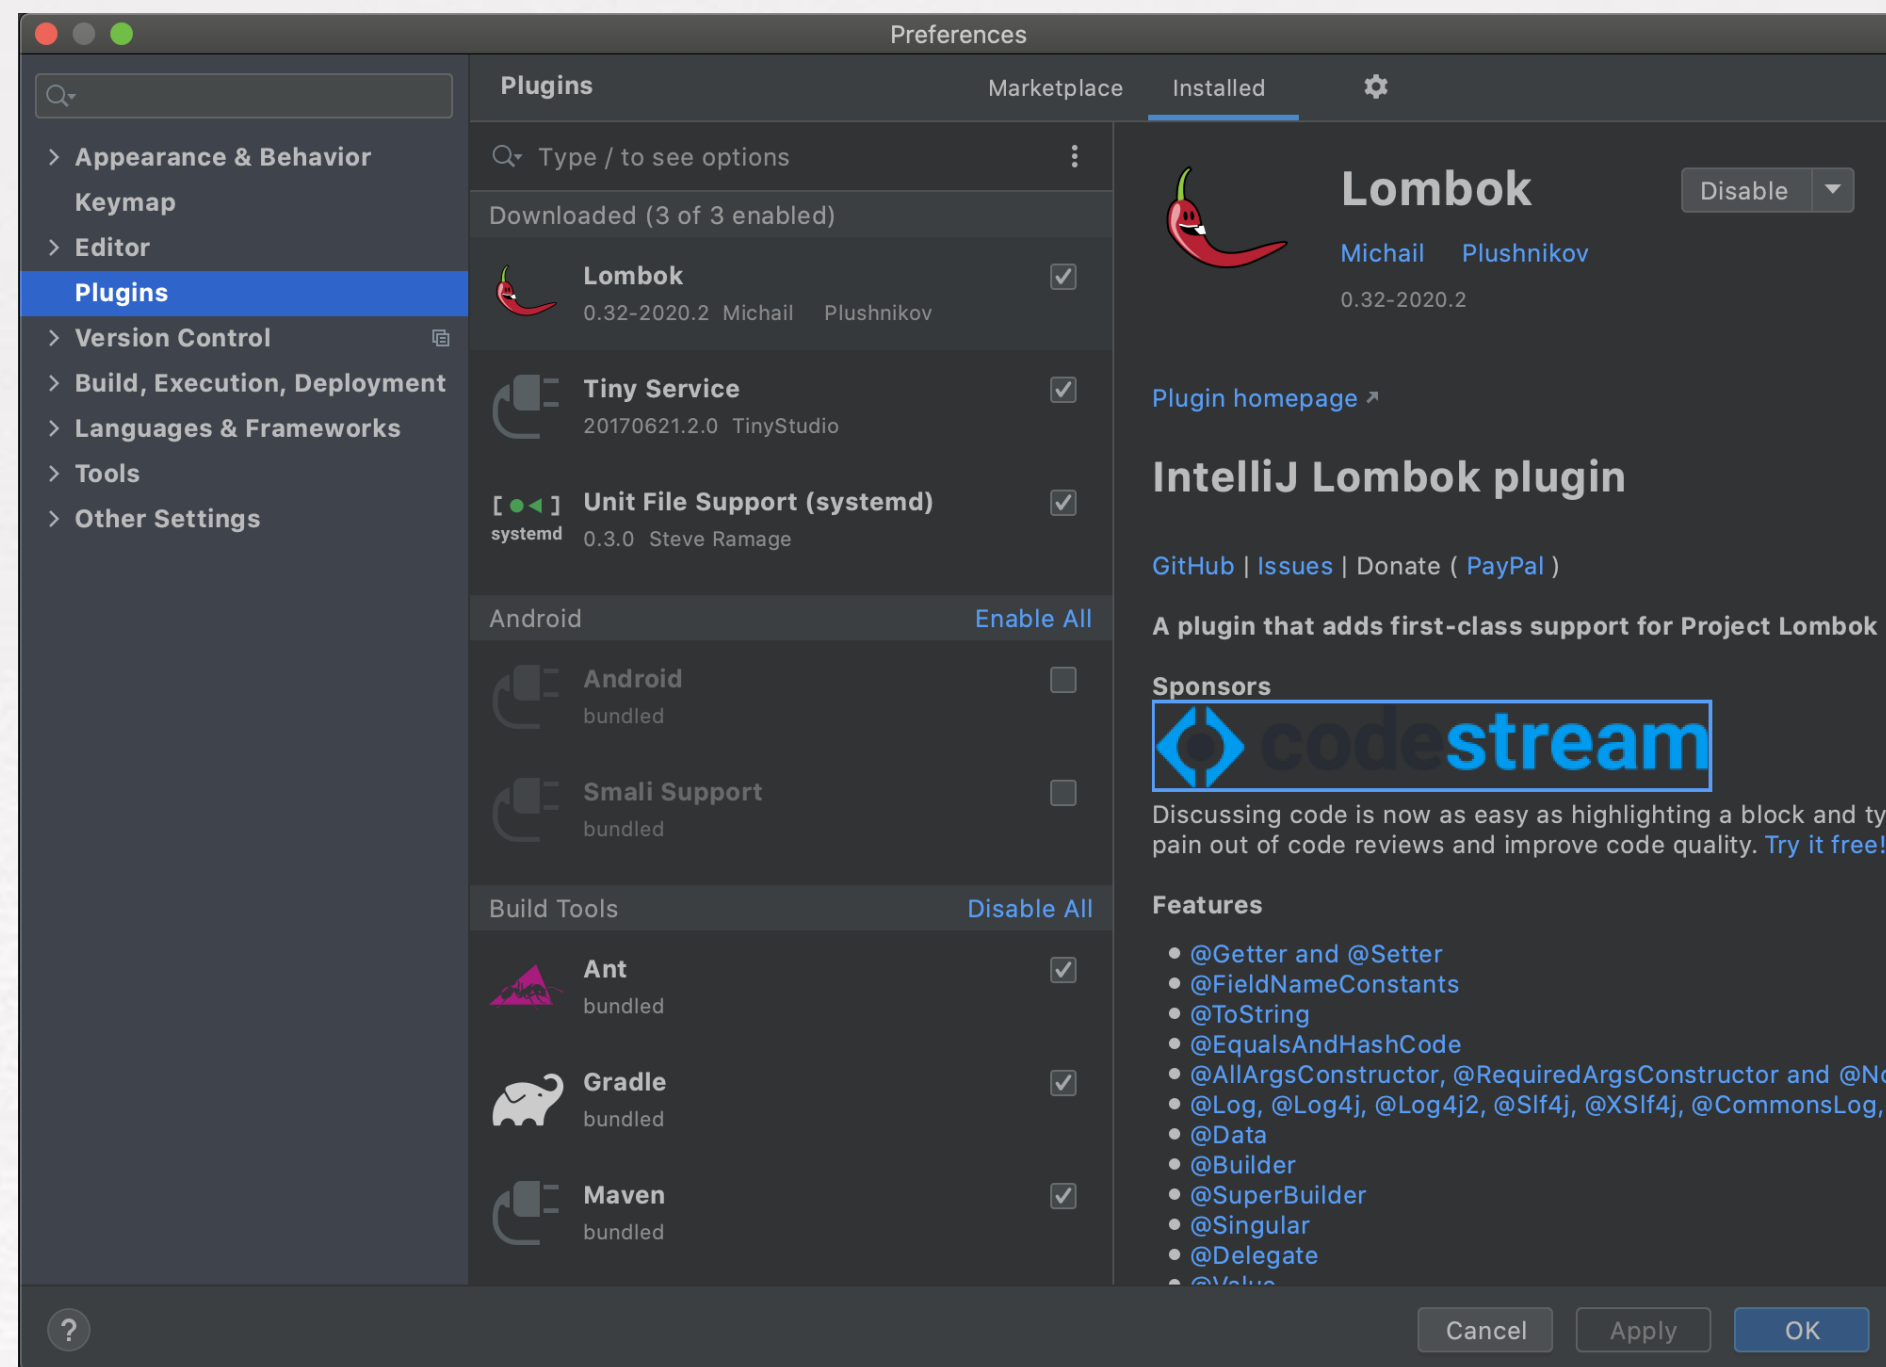 Preferences
Appearance & Behavior
Keymap
Editor
Plugins
Version Control
Build, Execution, Deployment
Languages & Frameworks
Tools
Other Settings
Plugins
Marketplace
Installed
Type / to see options
Downloaded (3 of 3 enabled)
Lombok
0.32-2020.2 Michail Plushnikov
Tiny Service
20170621.2.0 TinyStudio
systemd
Unit File Support (systemd)
0.3.0 Steve Ramage
Android Enable All
Android
bundled
Smali Support
bundled
Build Tools Disable All
Ant
bundled
Gradle
bundled
Maven
bundled
Lombok
Disable
Michail Plushnikov
0.32-2020.2
Plugin homepage
IntelliJ Lombok plugin
GitHub | Issues | Donate ( PayPal )
A plugin that adds first-class support for Project Lombok
Sponsors
codestream
Discussing code is now as easy as highlighting a block and ty
pain out of code reviews and improve code quality. Try it free!
Features
@Getter and @Setter
@FieldNameConstants
@ToString
@EqualsAndHashCode
@AllArgsConstructor, @RequiredArgsConstructor and @No
@Log, @Log4j, @Log4j2, @Slf4j, @XSlf4j, @CommonsLog,
@Data
@Builder
@SuperBuilder
@Singular
@Delegate
@Value
?
Cancel
Apply
OK